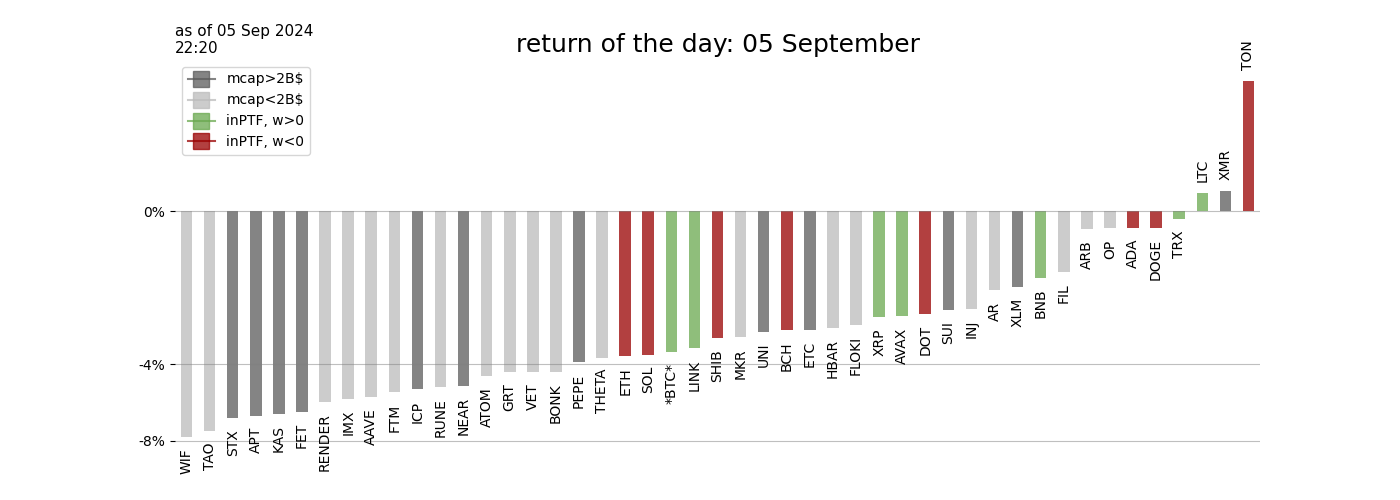 as of 05 Sep 2024
22:20
return of the day: 05 September
mcap>2B$
mcap<2B$
inPTF, w>0
inPTF, w<0
0%
-4%
-8%
WIF
TAO
STX
APT
KAS
FET
RENDER
IMX
AAVE
FTM
ICP
RUNE
NEAR
ATOM
GRT
VET
BONK
PEPE
THETA
ETH
SOL
*BTC*
LINK
SHIB
MKR
UNI
BCH
ETC
HBAR
FLOKI
XRP
AVAX
DOT
SUI
INJ
AR
XLM
BNB
FIL
ARB
OP
ADA
DOGE
TRX
LTC
XMR
TON